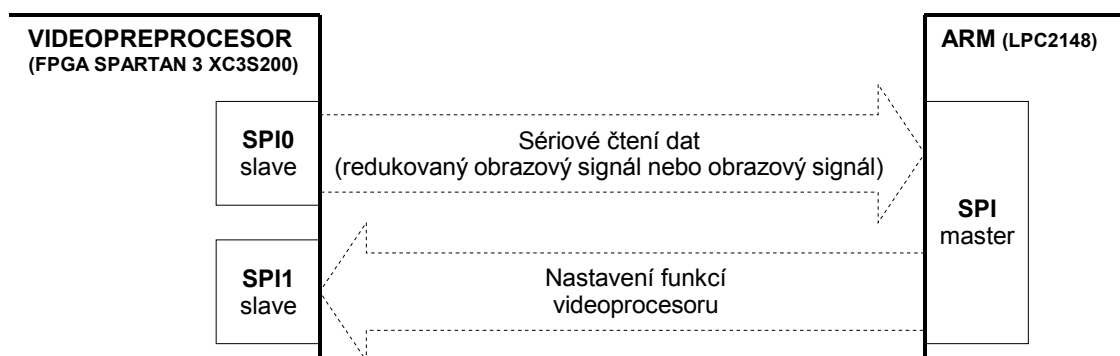 VIDEOPREPROCESOR
(FPGA SPARTAN 3 XC3S200)
ARM (LPC2148)
SPI0
slave
Sériové čtení dat
(redukovaný obrazový signál nebo obrazový signál)
SPI
master
SPI1
slave
Nastavení funkcí
videoprocesoru